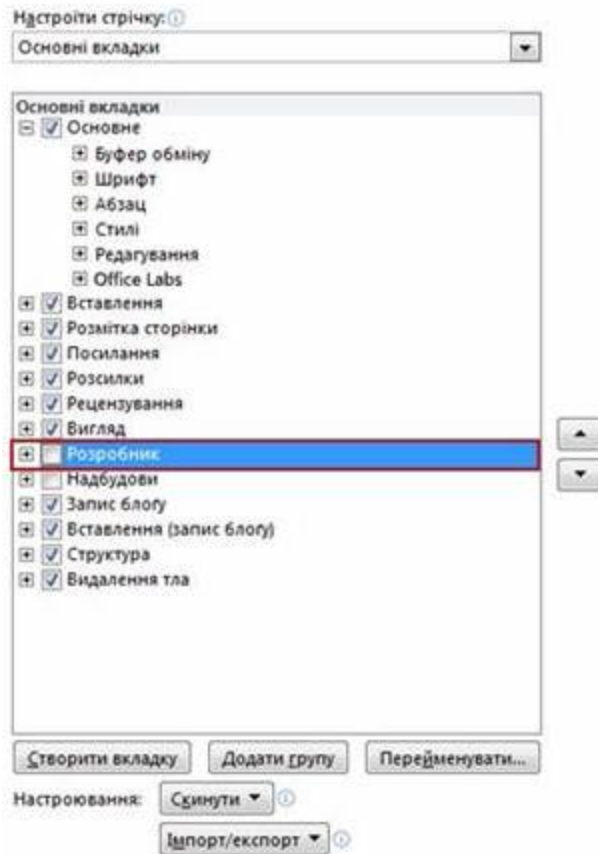 Настроїти стрічку:
Основні вкладки
Основні вкладки
Основне
Буфер обміну
Шрифт
Абзац
Стилі
Редагування
Office Labs
Вставлення
Розмітка сторінки
Посилання
Розсилки
Рецензування
Вигляд
Розробник
Надбудови
Запис блоґу
Вставлення (запис блоґу)
Структура
Видалення тла
Створити вкладку Додати групу Перейменувати...
Настроювання: Скинути
Імпорт/експорт